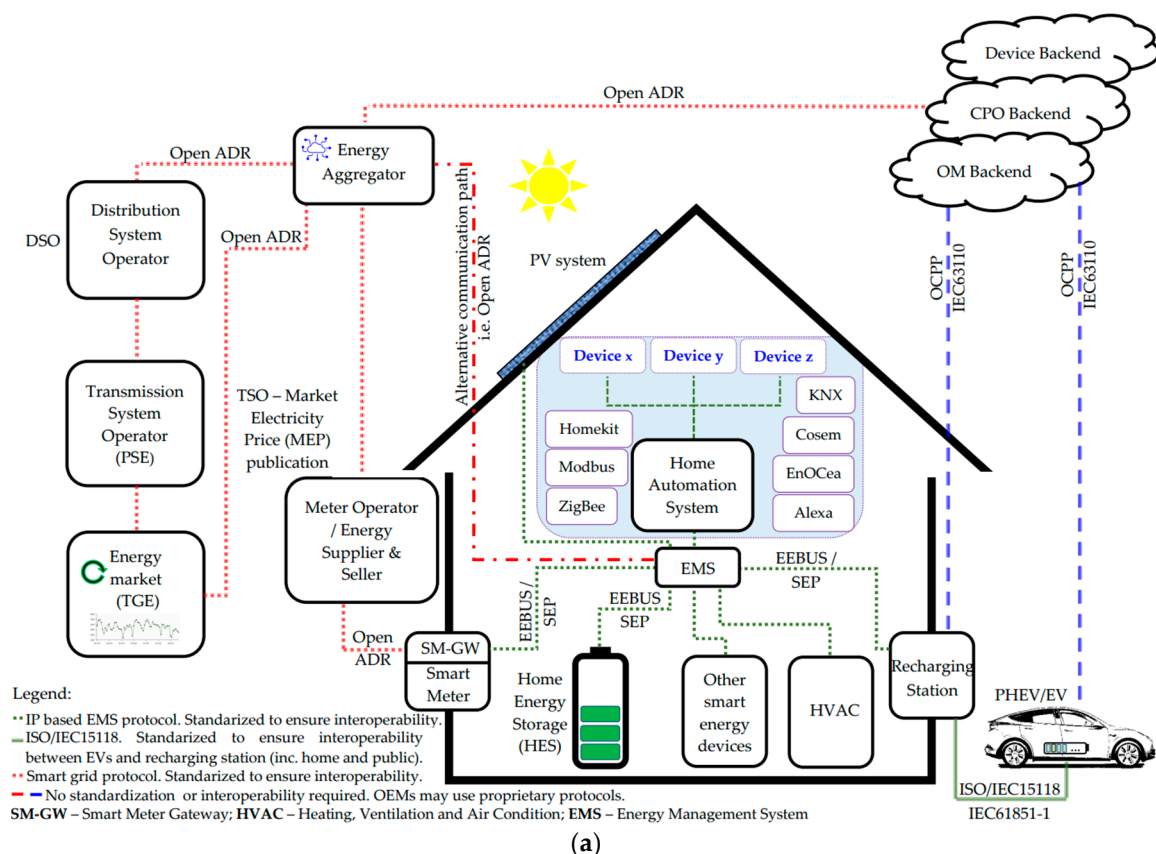 Device Backend
Open ADR
CPO Backend
Energy
Aggregator
Open ADR
OM Backend
Distribution
System
Operator
DSO
Open ADR
PV system
Alternative communication path
i.e. Open ADR
OCPP
IEC63110
OCPP
IEC63110
Device x
Device y
Device z
KNX
Transmission
System
Operator
(PSE)
TSO – Market
Electricity
Price (MEP)
publication
Homekit
Cosem
Modbus
Home
Automation
System
EnOCea
ZigBee
Alexa
Meter Operator
/ Energy
Supplier &
Seller
Energy
market
(TGE)
EMS
EEBUS /
SEP
EEBUS /
SEP
EEBUS
SEP
Open
ADR
SM-GW
Smart
Meter
Home
Energy
Storage
(HES)
Other
smart
energy
devices
HVAC
Recharging
Station
PHEV/EV
ISO/IEC15118
IEC61851-1
Legend:
IP based EMS protocol. Standarized to ensure interoperability.
ISO/IEC15118. Standarized to ensure interoperability
between EVs and recharging station (inc. home and public).
Smart grid protocol. Standarized to ensure interoperability.
No standardization or interoperability required. OEMs may use proprietary protocols.
SM-GW – Smart Meter Gateway; HVAC – Heating, Ventilation and Air Condition; EMS – Energy Management System
(a)